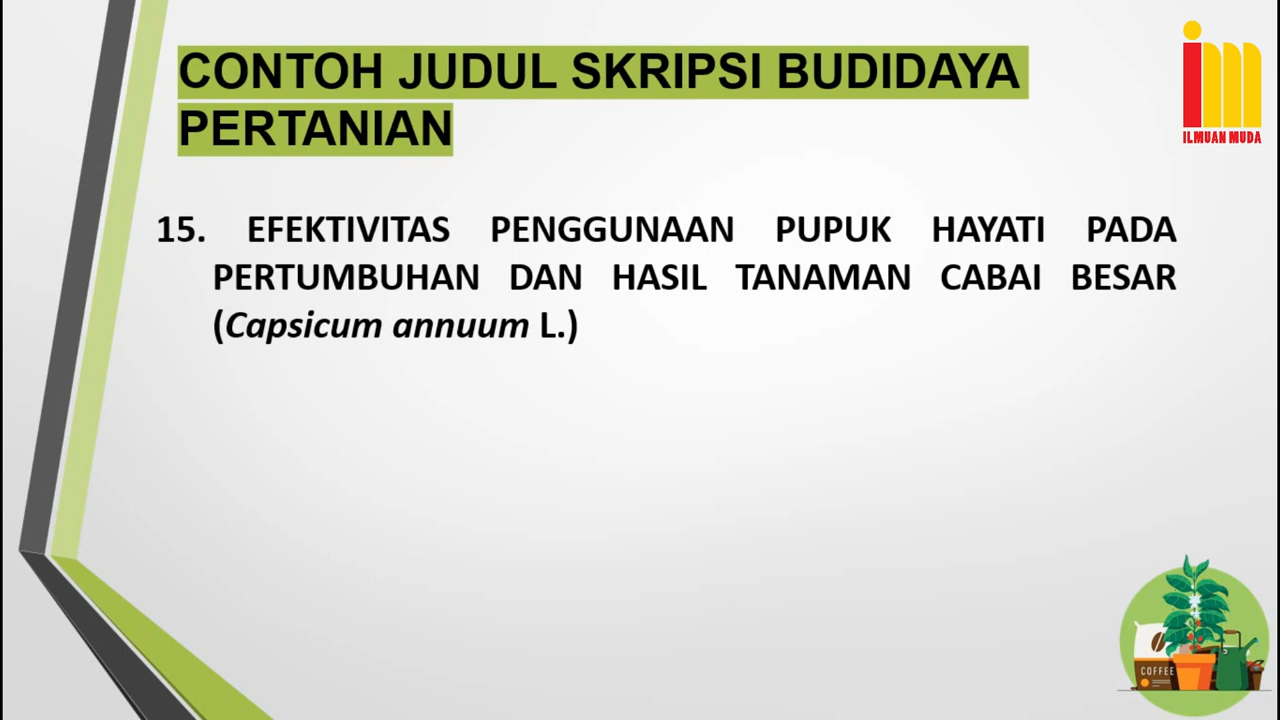 CONTOH JUDUL SKRIPSI BUDIDAYA
PERTANIAN
ILMUAN MUDA
15. EFEKTIVITAS PENGGUNAAN PUPUK HAYATI PADA
PERTUMBUHAN DAN HASIL TANAMAN CABAI BESAR
(Capsicum annuum L.)
COFFEE